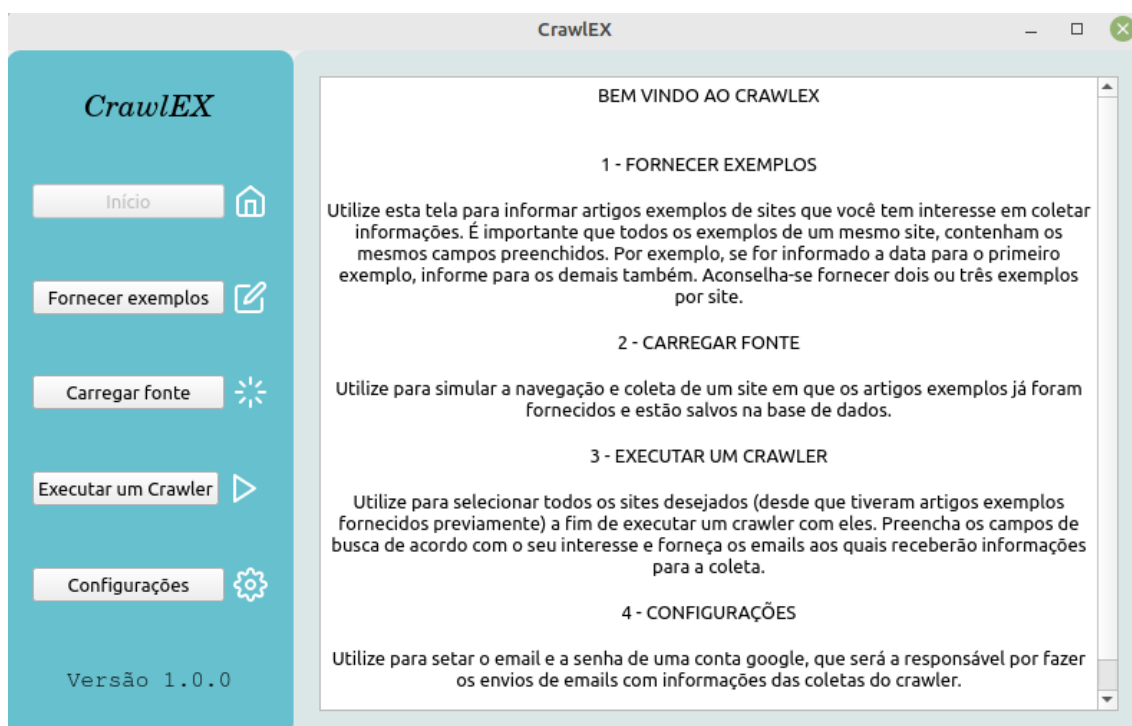 CrawlEX
CrawlEX
Início
Fornecer exemplos
Carregar fonte
Executar um Crawler
Configurações
Versão 1.0.0
BEM VINDO AO CRAWLEX
1 - FORNECER EXEMPLOS
Utilize esta tela para informar artigos exemplos de sites que você tem interesse em coletar
informações. É importante que todos os exemplos de um mesmo site, contenham os
mesmos campos preenchidos. Por exemplo, se for informado a data para o primeiro
exemplo, informe para os demais também. Aconselha-se fornecer dois ou três exemplos
por site.
2 - CARREGAR FONTE
Utilize para simular a navegação e coleta de um site em que os artigos exemplos já foram
fornecidos e estão salvos na base de dados.
3 - EXECUTAR UM CRAWLER
Utilize para selecionar todos os sites desejados (desde que tiveram artigos exemplos
fornecidos previamente) a fim de executar um crawler com eles. Preencha os campos de
busca de acordo com o seu interesse e forneça os emails aos quais receberão informações
para a coleta.
4 - CONFIGURAÇÕES
Utilize para setar o email e a senha de uma conta google, que será a responsável por fazer
os envios de emails com informações das coletas do crawler.